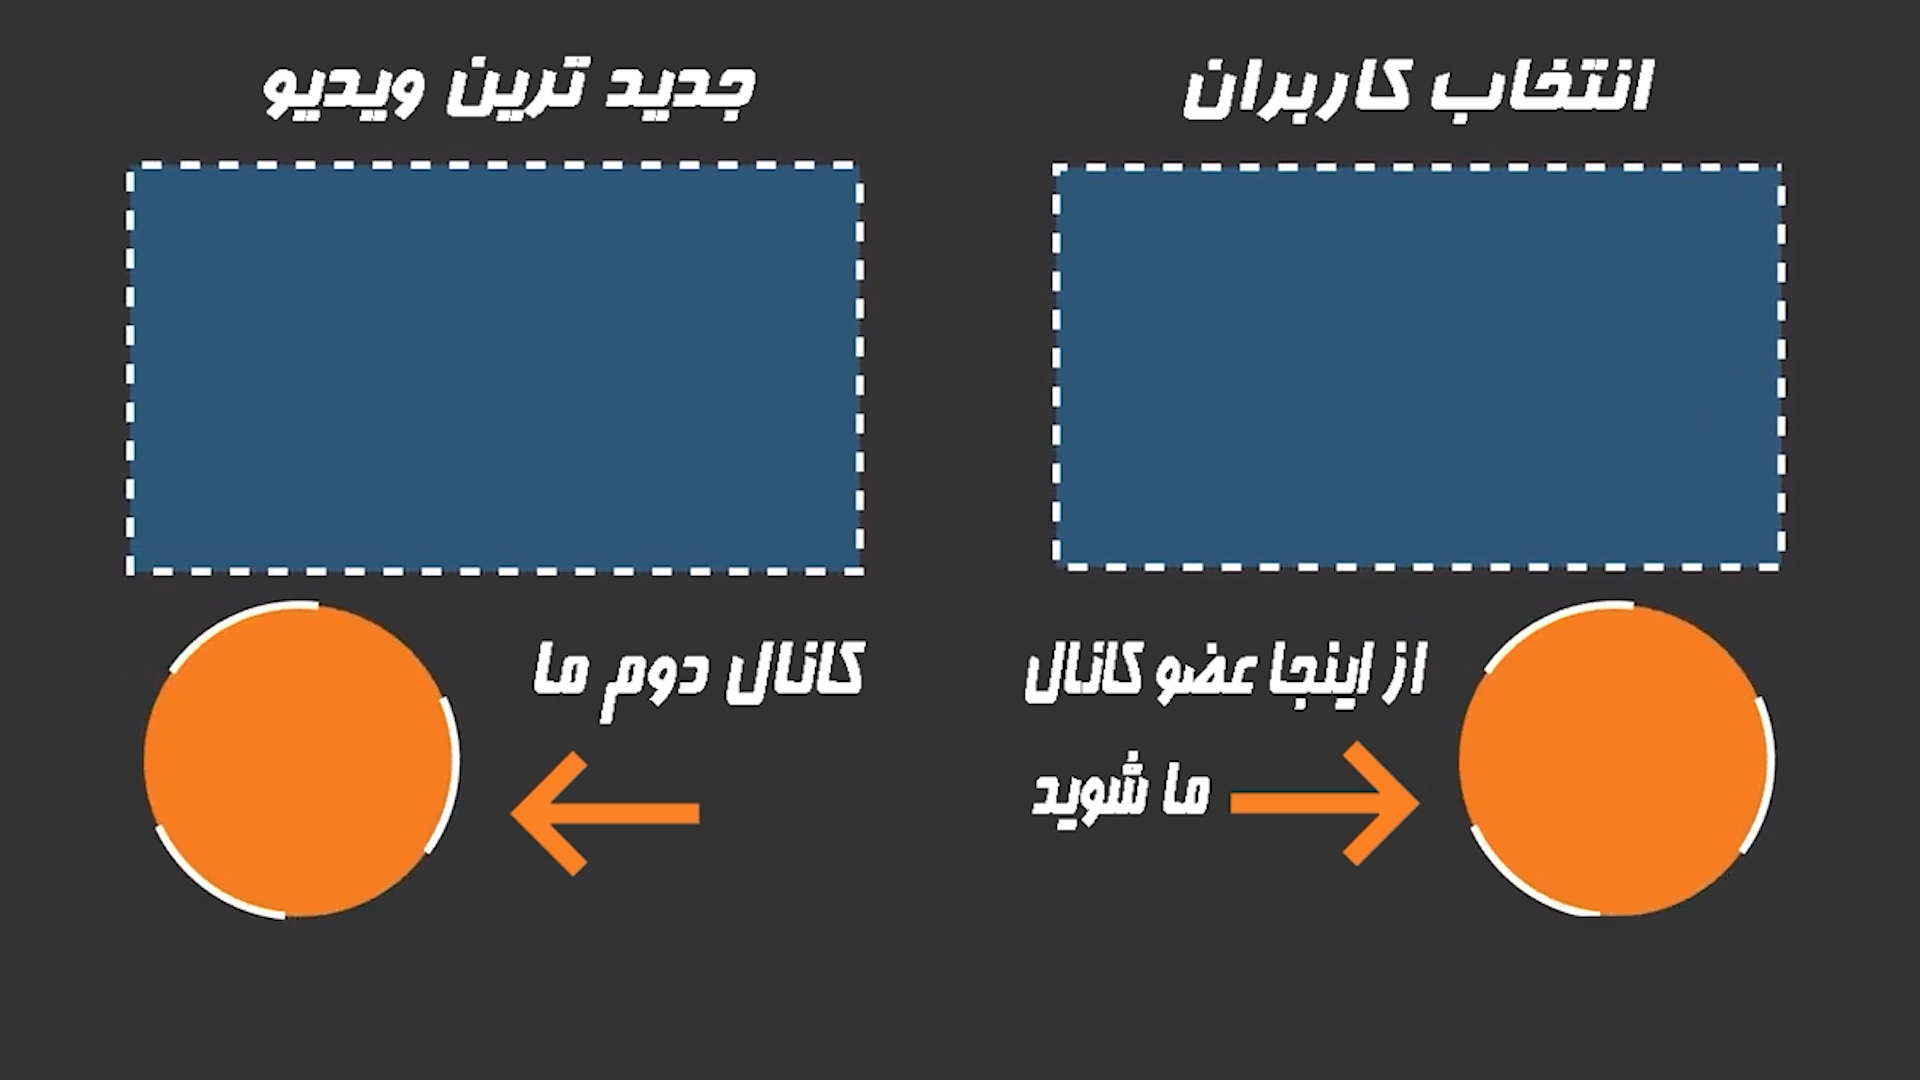 انتخاب کاربران
جدید ترین ویدیو
از اینجا عضو کانال
ما شوید
کانال دوم ما